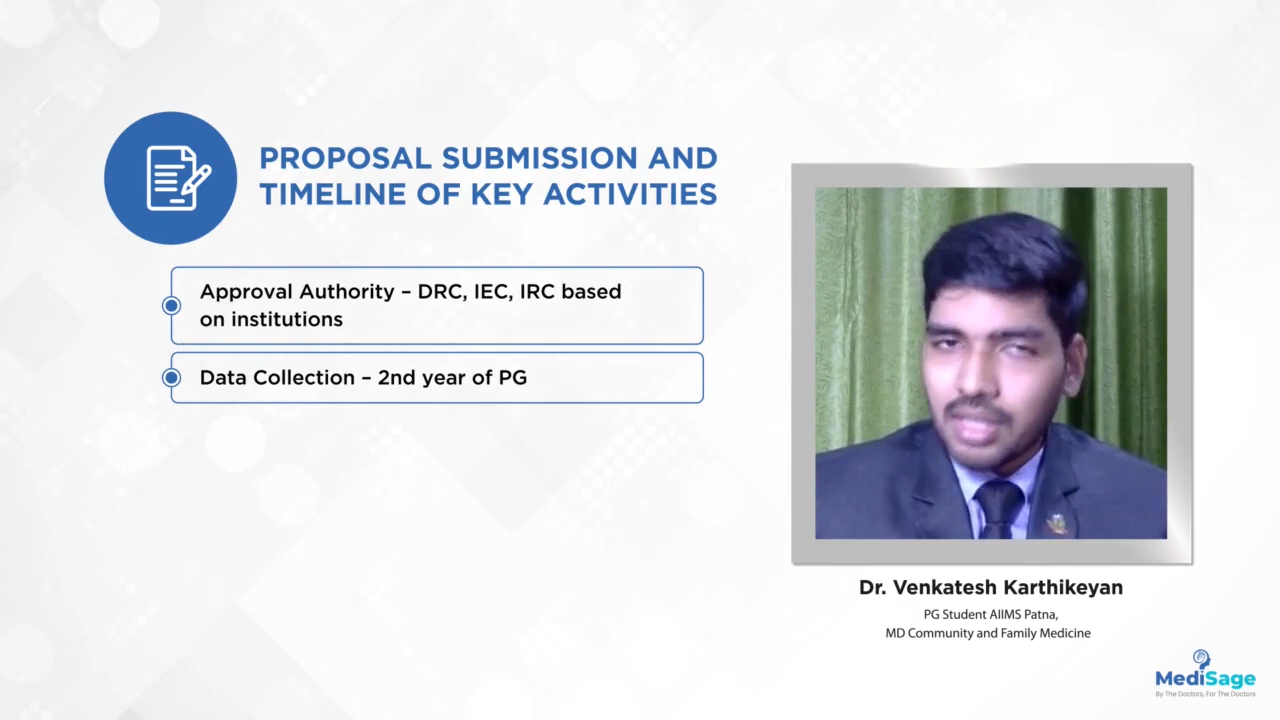 PROPOSAL SUBMISSION AND
TIMELINE OF KEY ACTIVITIES
Approval Authority – DRC, IEC, IRC based
on institutions
Data Collection – 2nd year of PG
Dr. Venkatesh Karthikeyan
PG Student AIIMS Patna,
MD Community and Family Medicine
MediSage
By The Doctors, For The Doctors